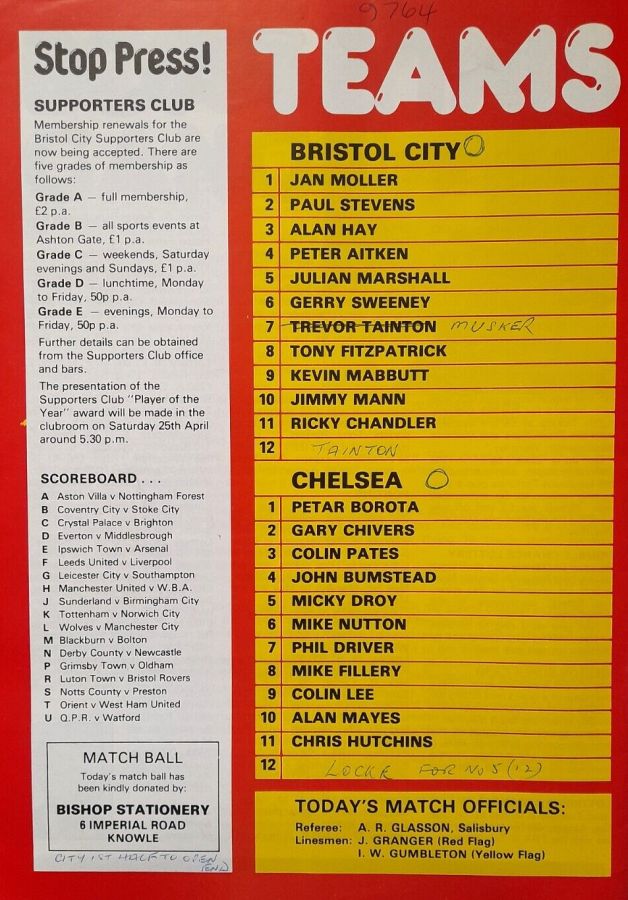 9764
Stop Press!
SUPPORTERS CLUB
Membership renewals for the
Bristol City Supporters Club are
now being accepted. There are
five grades of membership as
follows:
Grade A — full membership,
£2 p.a.
Grade B — all sports events at
Ashton Gate, £1 p.a.
Grade C — weekends, Saturday
evenings and Sundays, £1 p.a.
Grade D — lunchtime, Monday
to Friday, 50p p.a.
Grade E — evenings, Monday to
Friday, 50p p.a.
Further details can be obtained
from the Supporters Club office
and bars.
The presentation of the
Supporters Club "Player of the
Year" award will be made in the
clubroom on Saturday 25th April
around 5.30 p.m.
SCOREBOARD . . .
A Aston Villa v Nottingham Forest
B Coventry City v Stoke City
C Crystal Palace v Brighton
D Everton v Middlesbrough
E Ipswich Town v Arsenal
F Leeds United v Liverpool
G Leicester City v Southampton
H Manchester United v W.B.A.
J Sunderland v Birmingham City
K Tottenham v Norwich City
L Wolves v Manchester City
M Blackburn v Bolton
N Derby County v Newcastle
P Grimsby Town v Oldham
R Luton Town v Bristol Rovers
S Notts County v Preston
T Orient v West Ham United
U Q.P.R. v Watford
MATCH BALL
Today's match ball has
been kindly donated by:
BISHOP STATIONERY
6 IMPERIAL ROAD
KNOWLE
CITY 1ST HALF TO OPEN
END
TEAMS
BRISTOL CITY 0
1 JAN MOLLER
2 PAUL STEVENS
3 ALAN HAY
4 PETER AITKEN
5 JULIAN MARSHALL
6 GERRY SWEENEY
7 TREVOR TAINTON MUSKER
8 TONY FITZPATRICK
9 KEVIN MABBUTT
10 JIMMY MANN
11 RICKY CHANDLER
12 TAINTON
CHELSEA 0
1 PETAR BOROTA
2 GARY CHIVERS
3 COLIN PATES
4 JOHN BUMSTEAD
5 MICKY DROY
6 MIKE NUTTON
7 PHIL DRIVER
8 MIKE FILLERY
9 COLIN LEE
10 ALAN MAYES
11 CHRIS HUTCHINS
12 LOCKE FOR No 5 (12)
TODAY'S MATCH OFFICIALS:
Referee: A. R. GLASSON, Salisbury
Linesmen: J. GRANGER (Red Flag)
I. W. GUMBLETON (Yellow Flag)